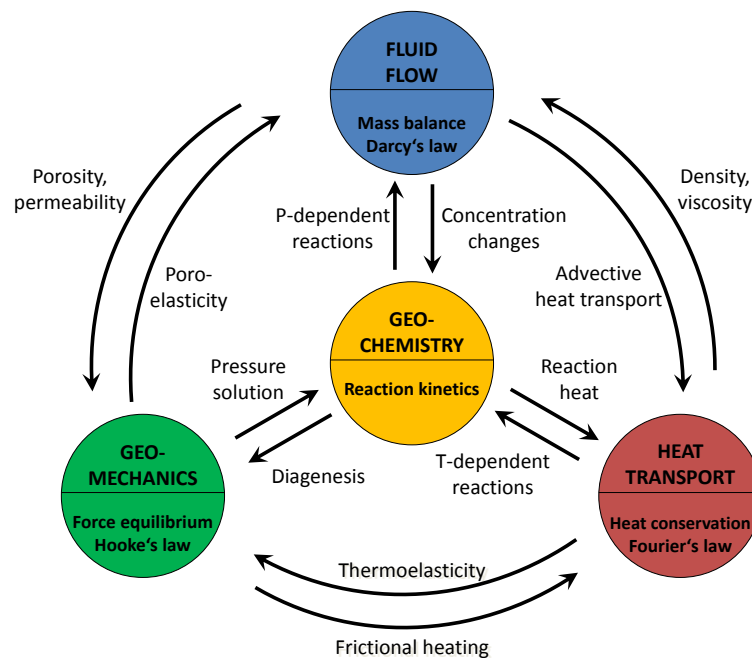 FLUID
FLOW
Mass balance
Darcy‘s law
Porosity,
permeability
Density,
viscosity
P-dependent
reactions
Concentration
changes
Poro-
elasticity
Advective
heat transport
GEO-
CHEMISTRY
Reaction kinetics
Pressure
solution
Reaction
heat
GEO-
MECHANICS
Force equilibrium
Hooke‘s law
Diagenesis
T-dependent
reactions
HEAT
TRANSPORT
Heat conservation
Fourier‘s law
Thermoelasticity
Frictional heating